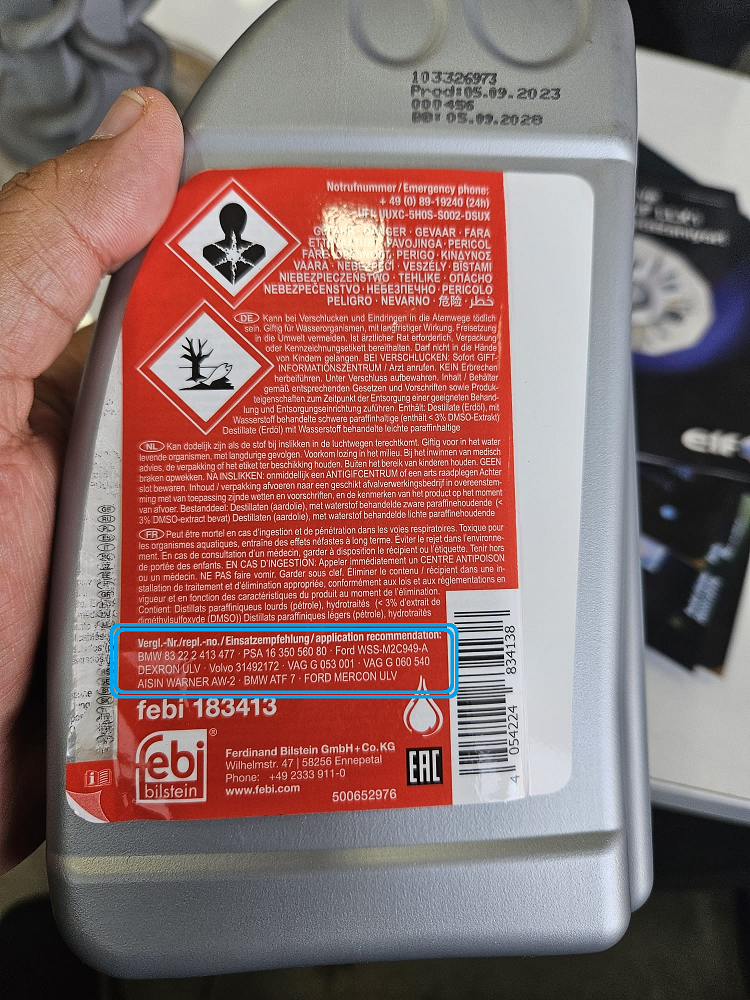 103326973
Prod:05.09.2023
000456
BD: 05.09.2028
Notrufnummer/Emergency phone:
+ 49 (0) 89-19240 (24h)
UXC-5H0S-S002-DSUX
GEVAAR · FARA
PAVOJINGA · PERICOL
PERIGO · ΚΙΝΔΥΝΟΣ
VAARA · NEBEZPEČÍ · VESZÉLY · BĪSTAMI
NIEBEZPIECZEŃSTWO · TEHLIKE · ОПАСНО
NEBEZPEČENSTVO · НЕБЕЗПЕЧНО · PERICOLO
PELIGRO · NEVARNO · 危险 · خطر
DE Kann bei Verschlucken und Eindringen in die Atemwege tödlich
sein. Giftig für Wasserorganismen, mit langfristiger Wirkung. Freisetzung
in die Umwelt vermeiden. Ist ärztlicher Rat erforderlich, Verpackung
oder Kennzeichnungsetikett bereithalten. Darf nicht in die Hände
von Kindern gelangen. BEI VERSCHLUCKEN: Sofort GIFT-
INFORMATIONSZENTRUM / Arzt anrufen. KEIN Erbrechen
herbeiführen. Unter Verschluss aufbewahren. Inhalt / Behälter
gemäß entsprechenden Gesetzen und Vorschriften sowie Produkt-
eigenschaften zum Zeitpunkt der Entsorgung einer geeigneten Behand-
lung und Entsorgungseinrichtung zuführen. Enthält: Destillate (Erdöl), mit
Wasserstoff behandelte schwere paraffinhaltige (enthält < 3% DMSO-Extrakt)
Destillate (Erdöl) mit Wasserstoff behandelte leichte paraffinhaltige
NL Kan dodelijk zijn als de stof bij inslikken in de luchtwegen terechtkomt. Giftig voor in het water
levende organismen, met langdurige gevolgen. Voorkom lozing in het milieu. Bij het inwinnen van medisch
advies, de verpakking of het etiket ter beschikking houden. Buiten het bereik van kinderen houden. GEEN
braken opwekken. NA INSLIKKEN: onmiddellijk een ANTIGIFCENTRUM of een arts raadplegen Achter
slot bewaren. Inhoud / verpakking afvoeren naar een geschikt afvalverwerkingsbedrijf in overeenstem-
ming met van toepassing zijnde wetten en voorschriften, en de kenmerken van het product op het moment
van afvoer. Bestanddeel: Destillaten (aardolie), met waterstof behandelde zware paraffinehoudende (<
3% DMSO-extract bevat) Destillaten (aardolie), met waterstof behandelde lichte paraffinehoudende
FR Peut être mortel en cas d'ingestion et de pénétration dans les voies respiratoires. Toxique pour
les organismes aquatiques, entraîne des effets néfastes à long terme. Éviter le rejet dans l'environne-
ment. En cas de consultation d'un médecin, garder à disposition le récipient ou l'étiquette. Tenir hors
de portée des enfants. EN CAS D'INGESTION: Appeler immédiatement un CENTRE ANTIPOISON
ou un médecin. NE PAS faire vomir. Garder sous clef. Éliminer le contenu / récipient dans une in-
stallation de traitement et d'élimination appropriée, conformément aux lois et aux réglementations en
vigueur et en fonction des caractéristiques du produit au moment de l'élimination.
Contient: Distillats paraffiniques lourds (pétrole), hydrotraités (< 3% d'extrait de
diméthylsulfoxyde (DMSO)) Distillats paraffiniques légers (pétrole), hydrotraités
Vergl.-Nr./repl.-no./Einsatzempfehlung/application recommendation:
BMW 83 22 2 413 477 · PSA 16 350 560 80 · Ford WSS-M2C949-A
DEXRON ULV · Volvo 31492172 · VAG G 053 001 · VAG G 060 540
AISIN WARNER AW-2 · BMW ATF 7 · FORD MERCON ULV
febi 183413
febi®
bilstein
Ferdinand Bilstein GmbH+Co.KG
Wilhelmstr. 47 | 58256 Ennepetal
Phone: +49 2333 911-0
www.febi.com
500652976
EAC
4 054224 834138
elf